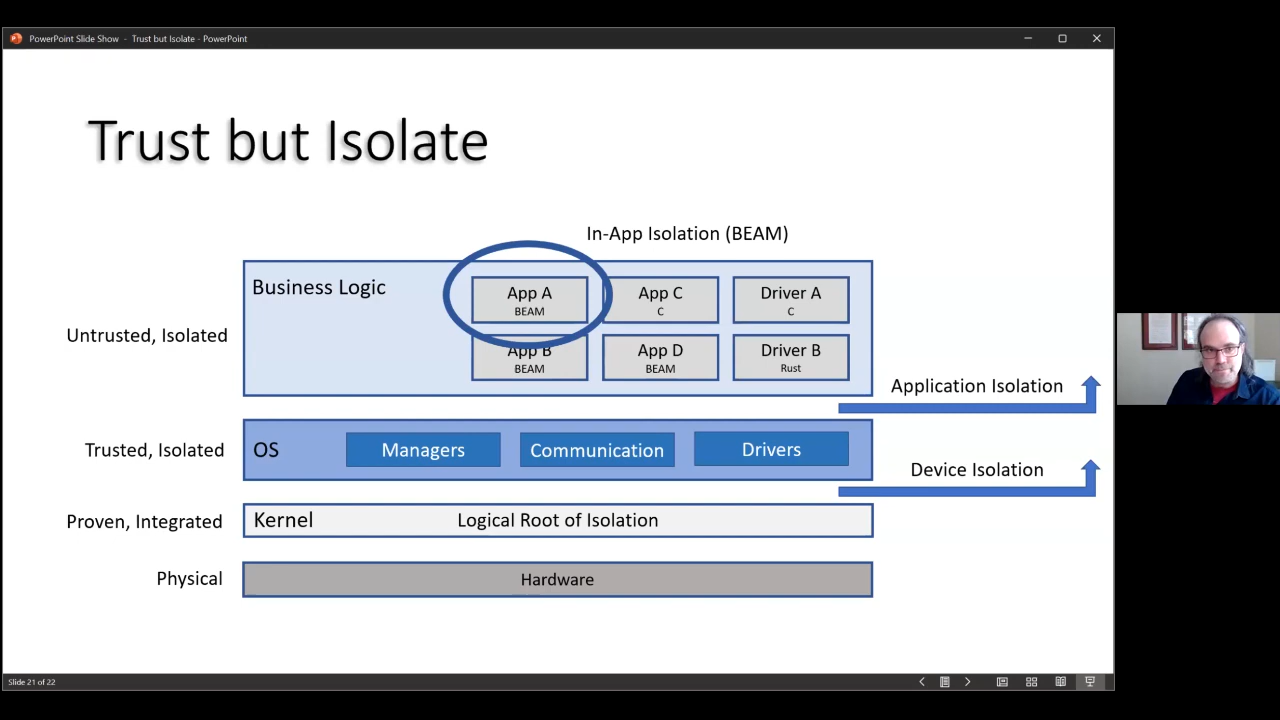 PowerPoint Slide Show - Trust but Isolate - PowerPoint
Trust but Isolate
In-App Isolation (BEAM)
Business Logic
App A
BEAM
App C
C
Driver A
C
Untrusted, Isolated
App B
BEAM
App D
BEAM
Driver B
Rust
Application Isolation
Trusted, Isolated
OS
Managers
Communication
Drivers
Device Isolation
Proven, Integrated
Kernel
Logical Root of Isolation
Physical
Hardware
Slide 21 of 22